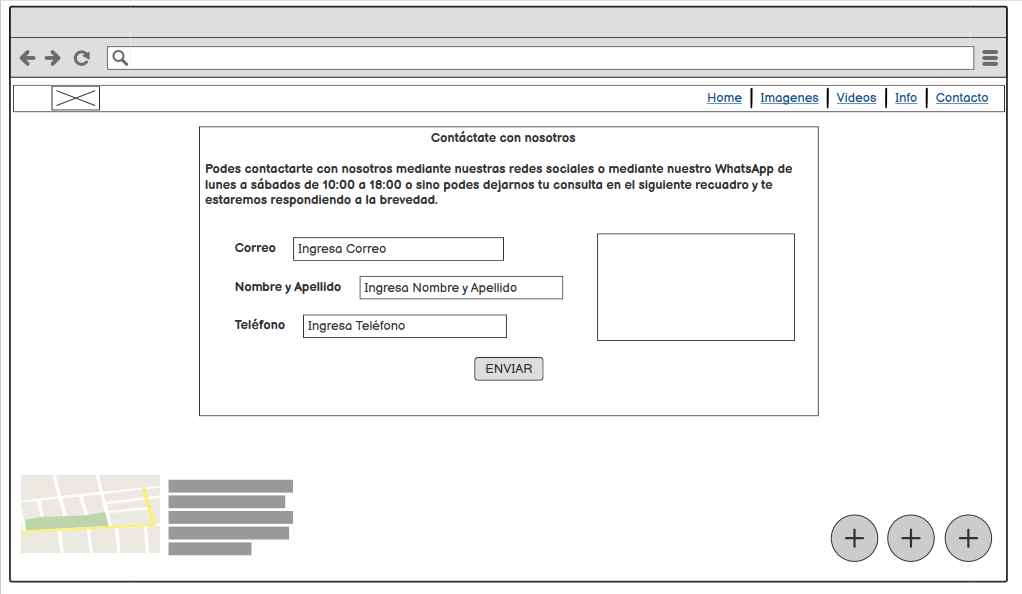 Home Imagenes Videos Info Contacto
Contáctate con nosotros
Podes contactarte con nosotros mediante nuestras redes sociales o mediante nuestro WhatsApp de
lunes a sábados de 10:00 a 18:00 o sino podes dejarnos tu consulta en el siguiente recuadro y te
estaremos respondiendo a la brevedad.
Correo Ingresa Correo
Nombre y Apellido Ingresa Nombre y Apellido
Teléfono Ingresa Teléfono
ENVIAR